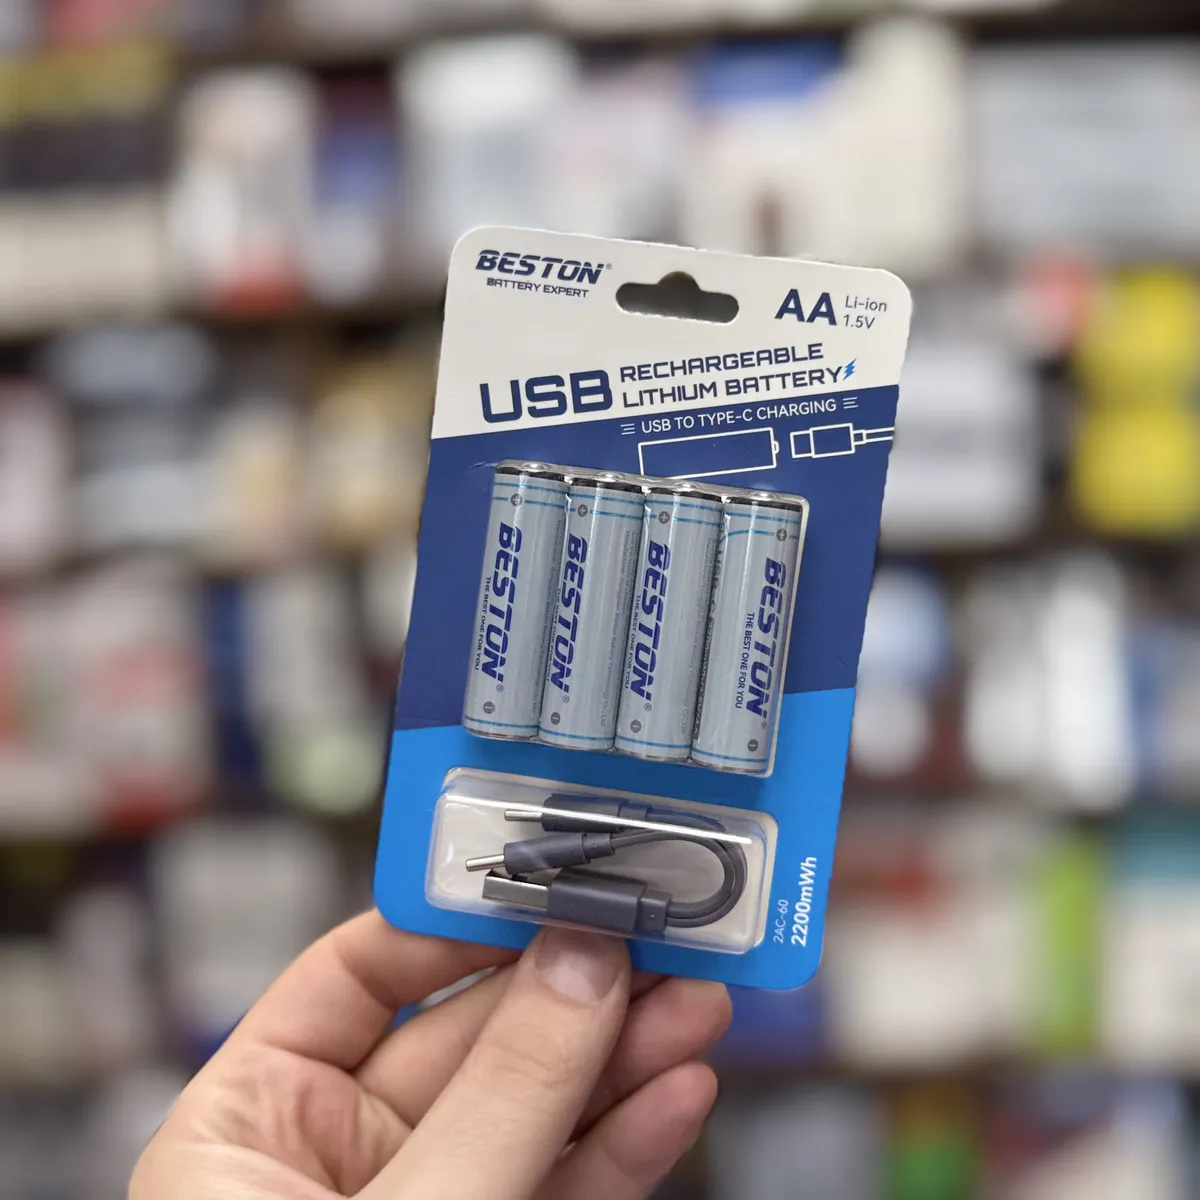 BESTON®
BATTERY EXPERT
AA Li-ion
1.5V
USB RECHARGEABLE
LITHIUM BATTERY
USB TO TYPE-C CHARGING
BESTON®
THE BEST ONE FOR YOU
BESTON®
BESTON®
THE BEST ONE FOR YOU
BESTON®
THE BEST ONE FOR YOU
2AC-60
2200mWh